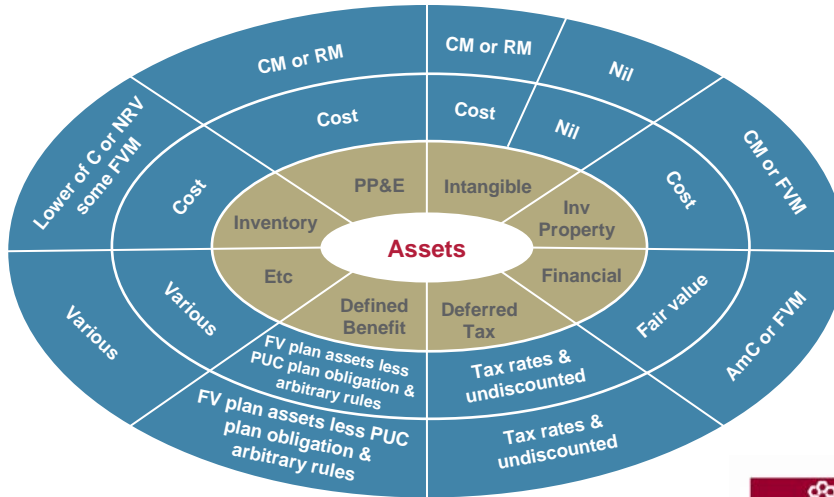 CM or RM
CM or RM
Nil
Lower of C or NRV
some FVM
Cost
Cost
Nil
CM or FVM
Cost
PP&E
Intangible
Cost
Inventory
Inv
Property
Assets
Etc
Financial
Defined
Benefit
Deferred
Tax
Various
Various
Fair value
AmC or FVM
FV plan assets less
PUC plan obligation &
arbitrary rules
Tax rates &
undiscounted
FV plan assets less PUC
plan obligation &
arbitrary rules
Tax rates &
undiscounted